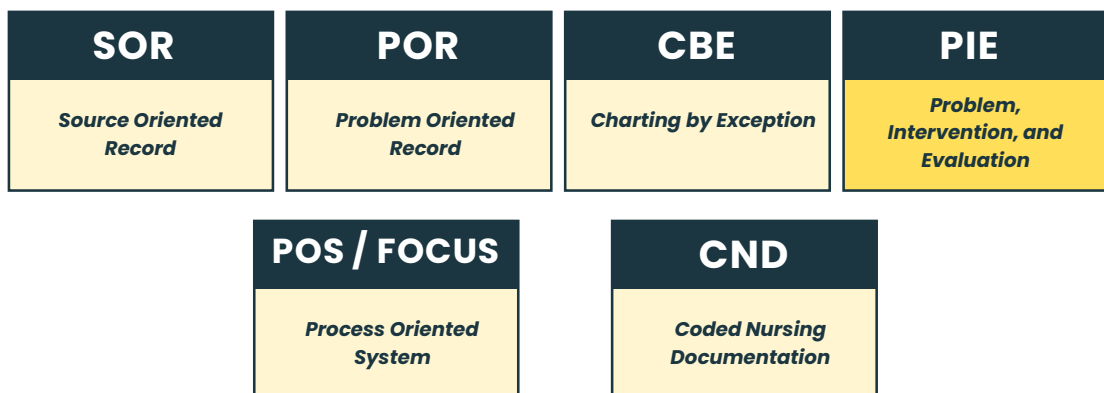 SOR
Source Oriented
Record
POR
Problem Oriented
Record
CBE
Charting by Exception
PIE
Problem,
Intervention, and
Evaluation
POS / FOCUS
Process Oriented
System
CND
Coded Nursing
Documentation